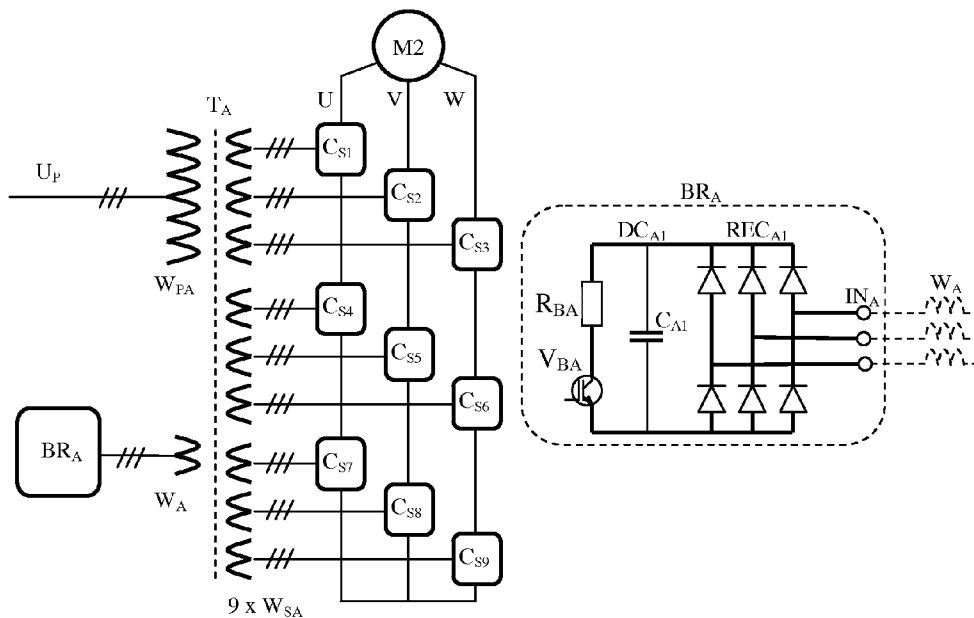 M2
U V W
T_A
C_S1
U_P
C_S2
BR_A
C_S3
DC_A1 REC_A1
W_PA
C_S4
IN_A W_A
R_BA
C_A1
C_S5
V_BA
C_S6
BR_A
C_S7
W_A
C_S8
C_S9
9 x W_SA